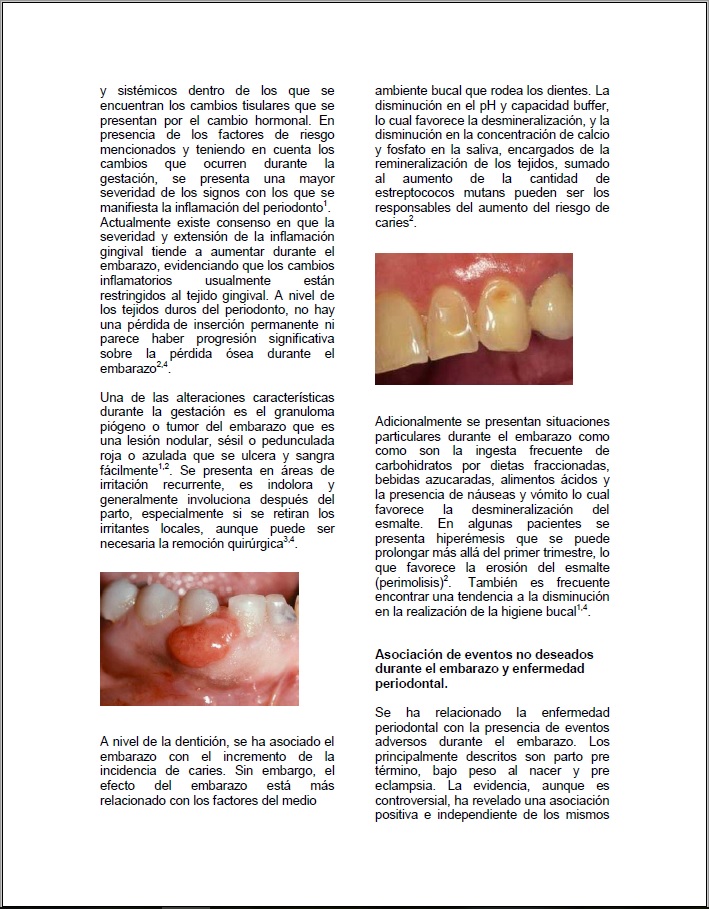 y sistémicos dentro de los que se
encuentran los cambios tisulares que se
presentan por el cambio hormonal. En
presencia de los factores de riesgo
mencionados y teniendo en cuenta los
cambios que ocurren durante la
gestación, se presenta una mayor
severidad de los signos con los que se
manifiesta la inflamación del periodonto1.
Actualmente existe consenso en que la
severidad y extensión de la inflamación
gingival tiende a aumentar durante el
embarazo, evidenciando que los cambios
inflamatorios usualmente están
restringidos al tejido gingival. A nivel de
los tejidos duros del periodonto, no hay
una pérdida de inserción permanente ni
parece haber progresión significativa
sobre la pérdida ósea durante el
embarazo2,4.
Una de las alteraciones características
durante la gestación es el granuloma
piógeno o tumor del embarazo que es
una lesión nodular, sésil o pedunculada
roja o azulada que se ulcera y sangra
fácilmente1,2. Se presenta en áreas de
irritación recurrente, es indolora y
generalmente involuciona después del
parto, especialmente si se retiran los
irritantes locales, aunque puede ser
necesaria la remoción quirúrgica3,4.
A nivel de la dentición, se ha asociado el
embarazo con el incremento de la
incidencia de caries. Sin embargo, el
efecto del embarazo está más
relacionado con los factores del medio
ambiente bucal que rodea los dientes. La
disminución en el pH y capacidad buffer,
lo cual favorece la desmineralización, y la
disminución en la concentración de calcio
y fosfato en la saliva, encargados de la
remineralización de los tejidos, sumado
al aumento de la cantidad de
estreptococos mutans pueden ser los
responsables del aumento del riesgo de
caries2.
Adicionalmente se presentan situaciones
particulares durante el embarazo como
como son la ingesta frecuente de
carbohidratos por dietas fraccionadas,
bebidas azucaradas, alimentos ácidos y
la presencia de náuseas y vómito lo cual
favorece la desmineralización del
esmalte. En algunas pacientes se
presenta hiperémesis que se puede
prolongar más allá del primer trimestre, lo
que favorece la erosión del esmalte
(perimolisis)2. También es frecuente
encontrar una tendencia a la disminución
en la realización de la higiene bucal1,4.
Asociación de eventos no deseados
durante el embarazo y enfermedad
periodontal.
Se ha relacionado la enfermedad
periodontal con la presencia de eventos
adversos durante el embarazo. Los
principalmente descritos son parto pre
término, bajo peso al nacer y pre
eclampsia. La evidencia, aunque es
controversial, ha revelado una asociación
positiva e independiente de los mismos